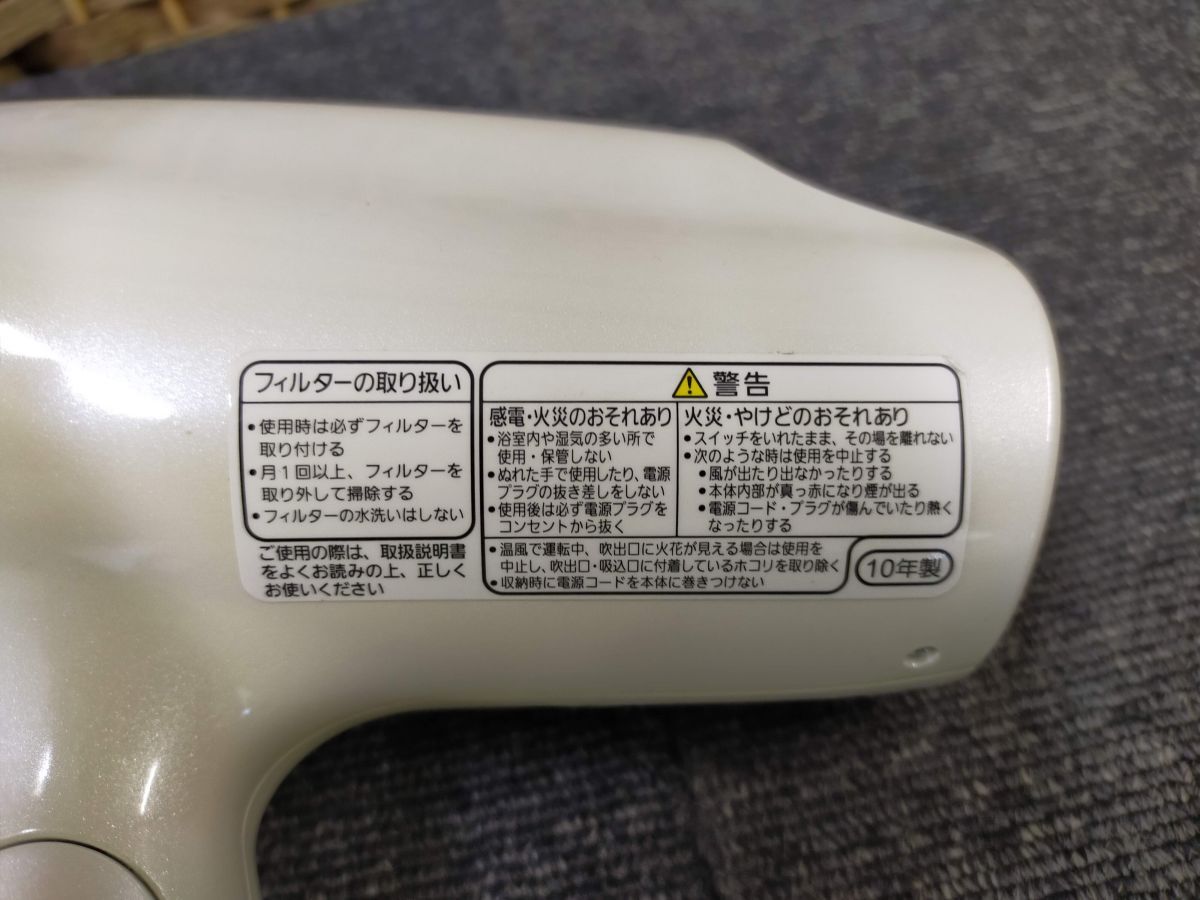 フィルターの取り扱い
•使用時は必ずフィルターを
取り付ける
•月1回以上、フィルターを
取り外して掃除する
•フィルターの水洗いはしない
ご使用の際は、取扱説明書
をよくお読みの上、正しく
お使いください
警告
感電・火災のおそれあり
•浴室内や湿気の多い所で
使用・保管しない
•ぬれた手で使用したり、電源
プラグの抜き差しをしない
•使用後は必ず電源プラグを
コンセントから抜く
火災・やけどのおそれあり
•スイッチをいれたまま、その場を離れない
•次のような時は使用を中止する
•風が出たり出なかったりする
•本体内部が真っ赤になり煙が出る
•電源コード・プラグが傷んでいたり熱く
なったりする
•温風で運転中、吹出口に火花が見える場合は使用を
中止し、吹出口・吸込口に付着しているホコリを取り除く
•収納時に電源コードを本体に巻きつけない
10年製